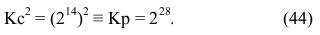 Kc² = (2¹⁴)² ≡ Kp = 2²⁸. (44)